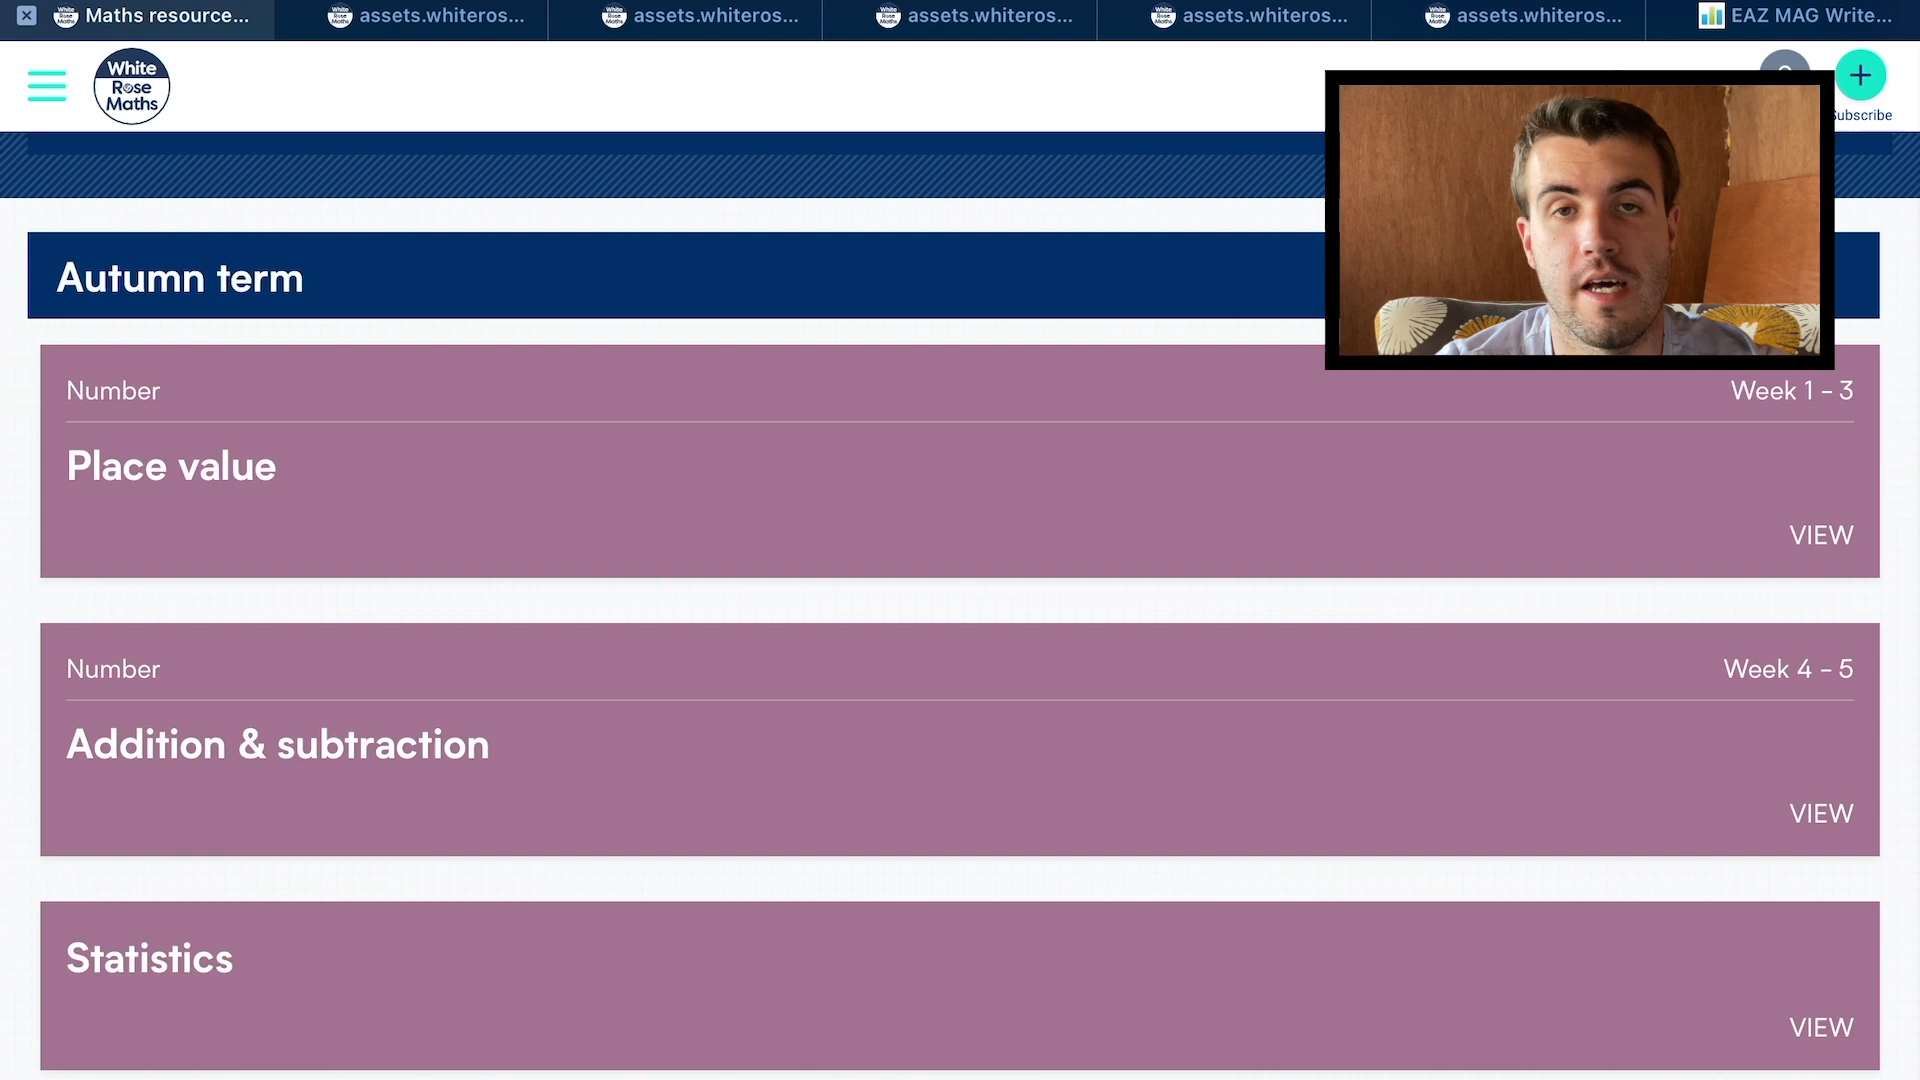 Maths resource...
assets.whiteros...
assets.whiteros...
assets.whiteros...
assets.whiteros...
assets.whiteros...
EAZ MAG Write...
White
Rose
Maths
ubscribe
Autumn term
Number
Week 1 - 3
Place value
VIEW
Number
Week 4 - 5
Addition & subtraction
VIEW
Statistics
VIEW